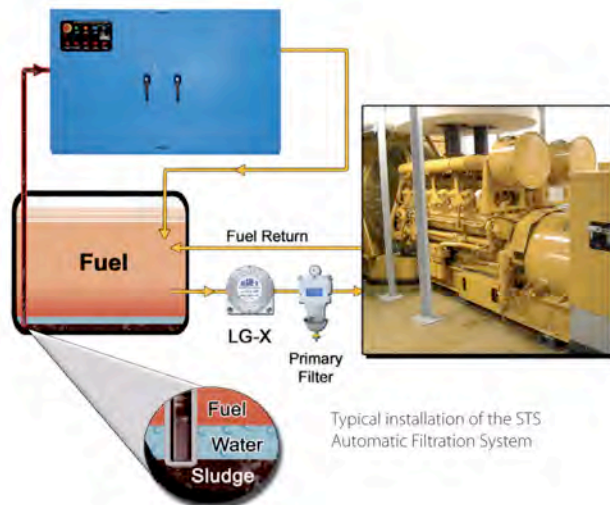 Fuel
Fuel Return
LG-X
Primary
Filter
Fuel
Water
Sludge
Typical installation of the STS
Automatic Filtration System